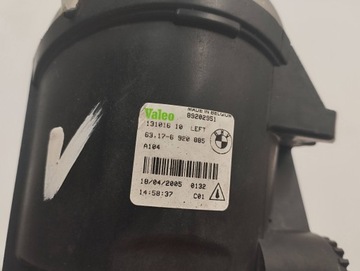 Valeo
MADE IN BELGIUM
89202951
131016 10 LEFT
63.17-6 920 885
A104
18/04/2005 0132
14:58:37 C01